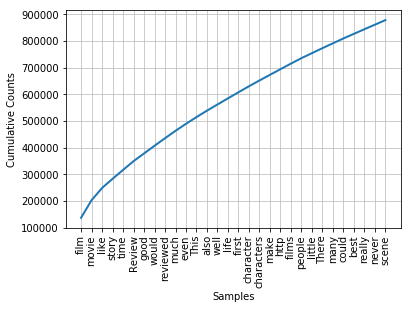 900000
800000
700000
600000
500000
400000
300000
200000
100000
Cumulative Counts
film
movie
like
story
time
Review
good
would
reviewed
much
even
This
also
well
life
first
character
characters
make
http
films
people
little
There
many
could
best
really
never
scene
Samples